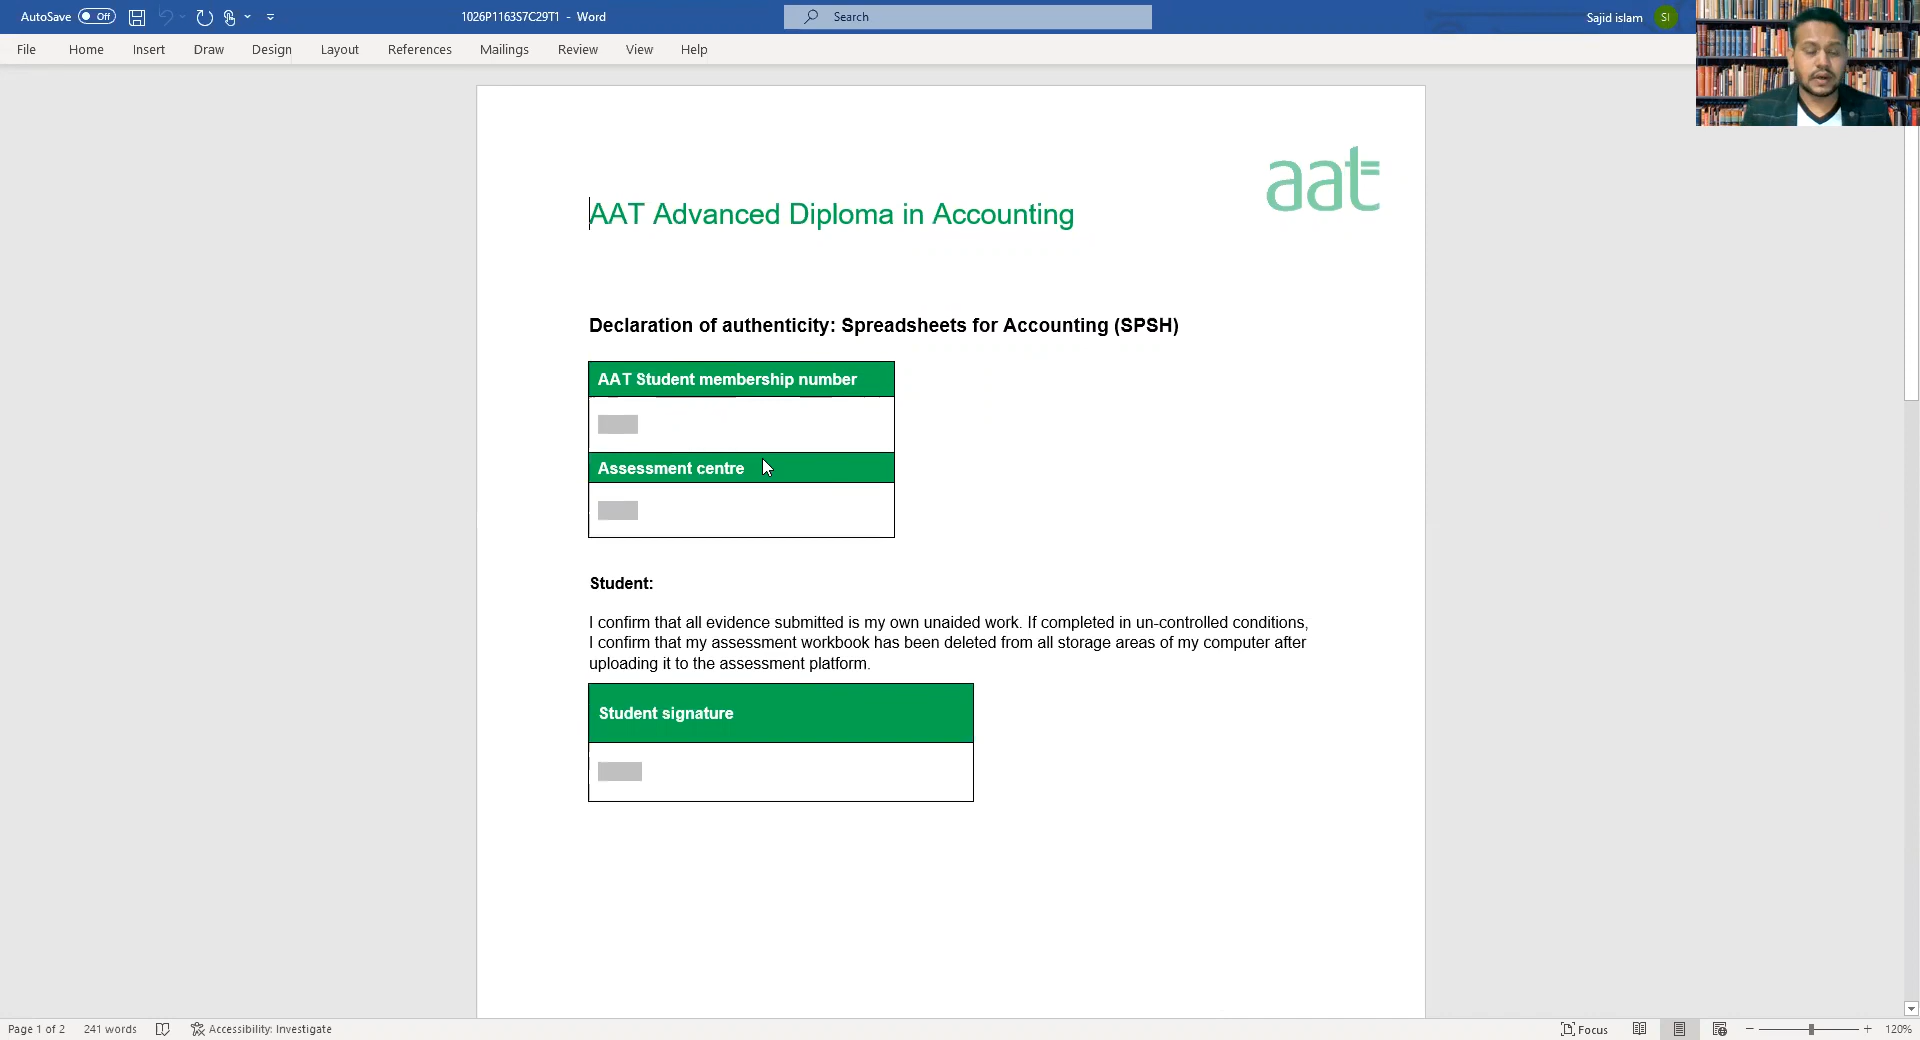 AutoSave Off 1026P1163S7C29T1 - Word Search Sajid islam SI
File Home Insert Draw Design Layout References Mailings Review View Help
aat
AAT Advanced Diploma in Accounting
Declaration of authenticity: Spreadsheets for Accounting (SPSH)
AAT Student membership number
Assessment centre
Student:
I confirm that all evidence submitted is my own unaided work. If completed in un-controlled conditions,
I confirm that my assessment workbook has been deleted from all storage areas of my computer after
uploading it to the assessment platform.
Student signature
Page 1 of 2 241 words Accessibility: Investigate Focus 120%